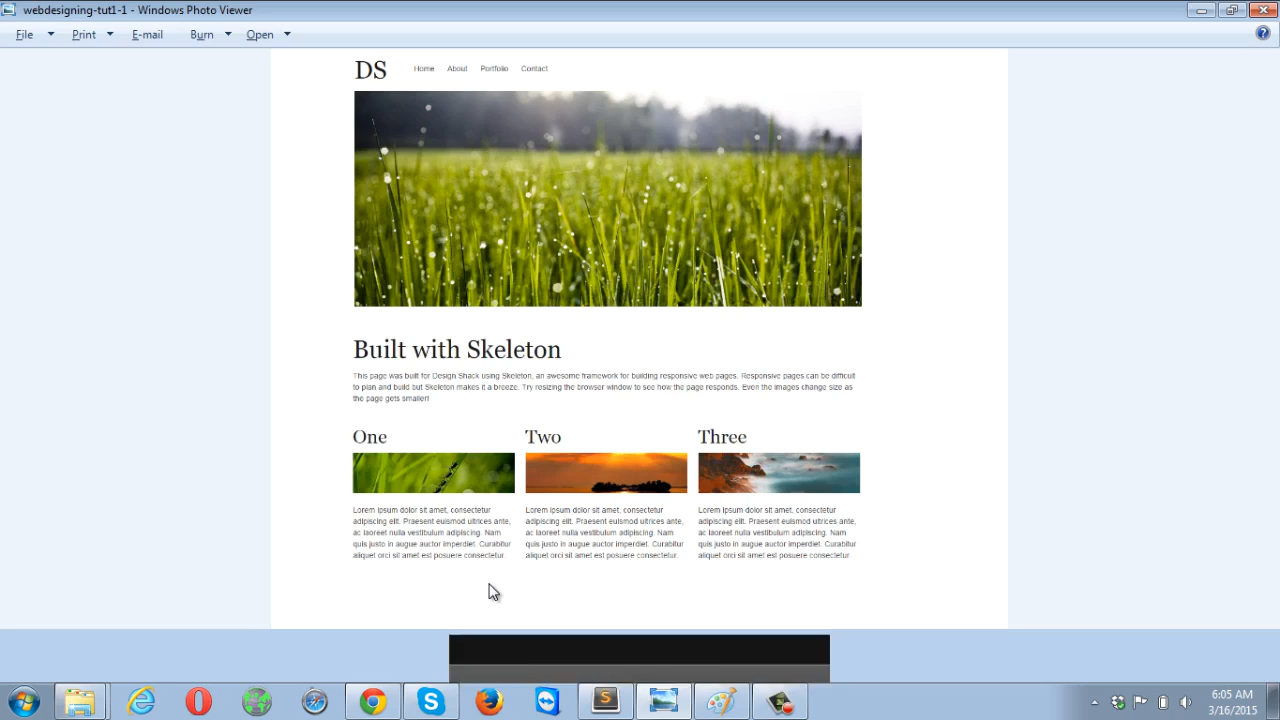 webdesigning-tut1-1 - Windows Photo Viewer
File Print E-mail Burn Open
DS Home About Portfolio Contact
Built with Skeleton
This page was built for Design Shack using Skeleton, an awesome framework for building responsive web pages. Responsive pages can be difficult
to plan and build but Skeleton makes it a breeze. Try resizing the browser window to see how the page responds. Even the images change size as
the page gets smaller!
One
Lorem ipsum dolor sit amet, consectetur
adipiscing elit. Praesent euismod ultrices ante,
ac laoreet nulla vestibulum adipiscing. Nam
quis justo in augue auctor imperdiet. Curabitur
aliquet orci sit amet est posuere consectetur.
Two
Lorem ipsum dolor sit amet, consectetur
adipiscing elit. Praesent euismod ultrices ante,
ac laoreet nulla vestibulum adipiscing. Nam
quis justo in augue auctor imperdiet. Curabitur
aliquet orci sit amet est posuere consectetur.
Three
Lorem ipsum dolor sit amet, consectetur
adipiscing elit. Praesent euismod ultrices ante,
ac laoreet nulla vestibulum adipiscing. Nam
quis justo in augue auctor imperdiet. Curabitur
aliquet orci sit amet est posuere consectetur.
6:05 AM
3/16/2015